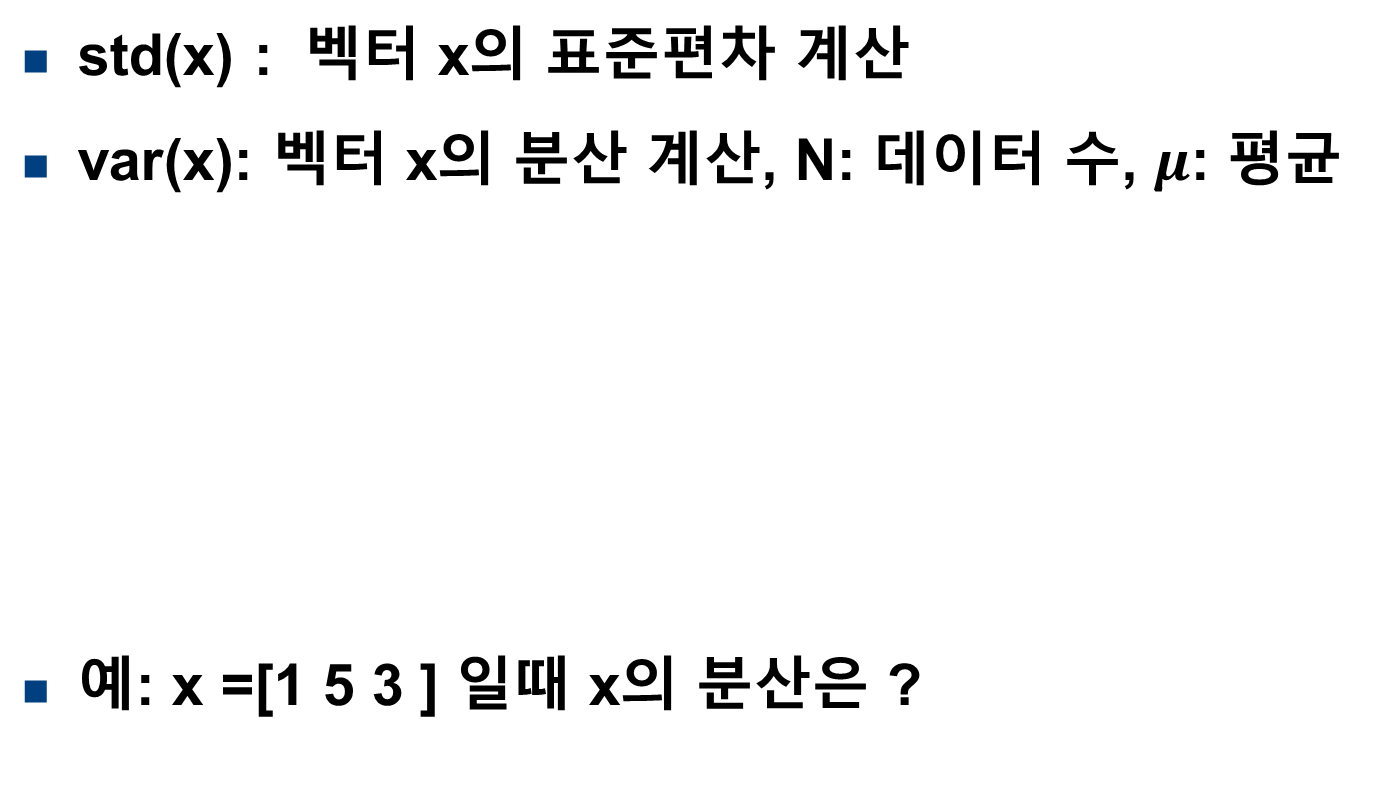 ■ std(x) : 벡터 x의 표준편차 계산
■ var(x): 벡터 x의 분산 계산, N: 데이터 수, 𝝁: 평균
■ 예: x =[1 5 3 ] 일때 x의 분산은 ?